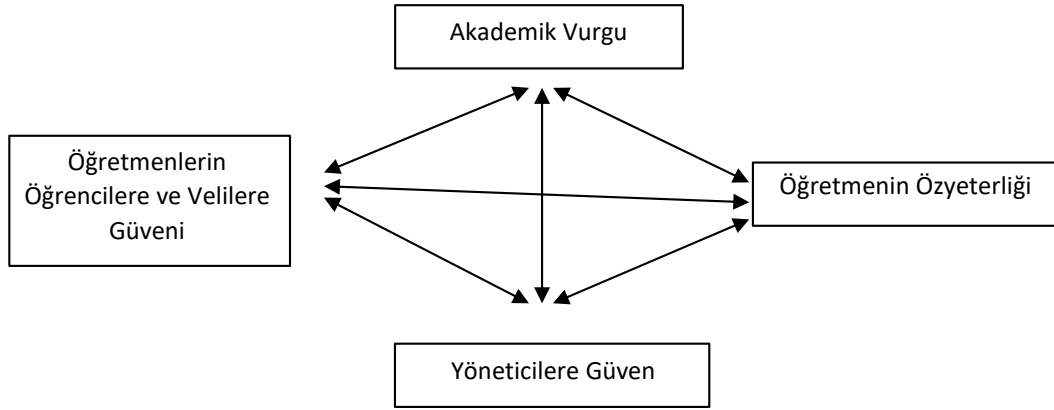 Akademik Vurgu
Öğretmenlerin
Öğrencilere ve Velilere
Güveni
Öğretmenin Özyeterliği
Yöneticilere Güven